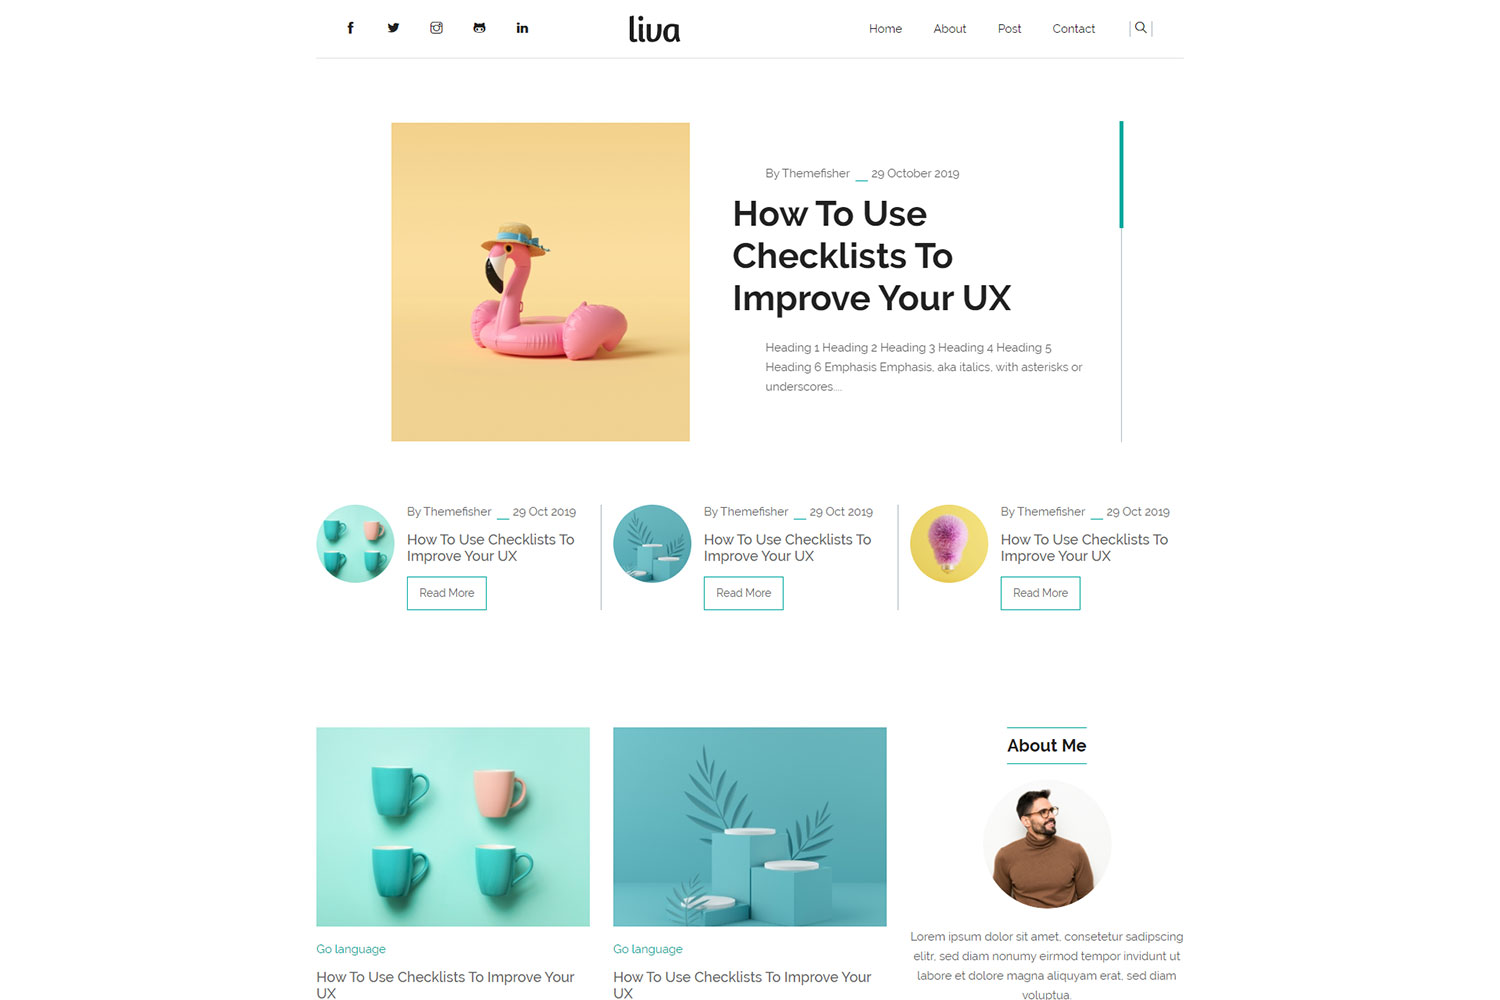 liva
Home About Post Contact
By Themefisher __ 29 October 2019
How To Use
Checklists To
Improve Your UX
Heading 1 Heading 2 Heading 3 Heading 4 Heading 5
Heading 6 Emphasis Emphasis, aka italics, with asterisks or
underscores....
By Themefisher __ 29 Oct 2019
How To Use Checklists To
Improve Your UX
Read More
By Themefisher __ 29 Oct 2019
How To Use Checklists To
Improve Your UX
Read More
By Themefisher __ 29 Oct 2019
How To Use Checklists To
Improve Your UX
Read More
Go language
How To Use Checklists To Improve Your
UX
Go language
How To Use Checklists To Improve Your
UX
About Me
Lorem ipsum dolor sit amet, consetetur sadipscing
elitr, sed diam nonumy eirmod tempor invidunt ut
labore et dolore magna aliquyam erat, sed diam
voluptua.